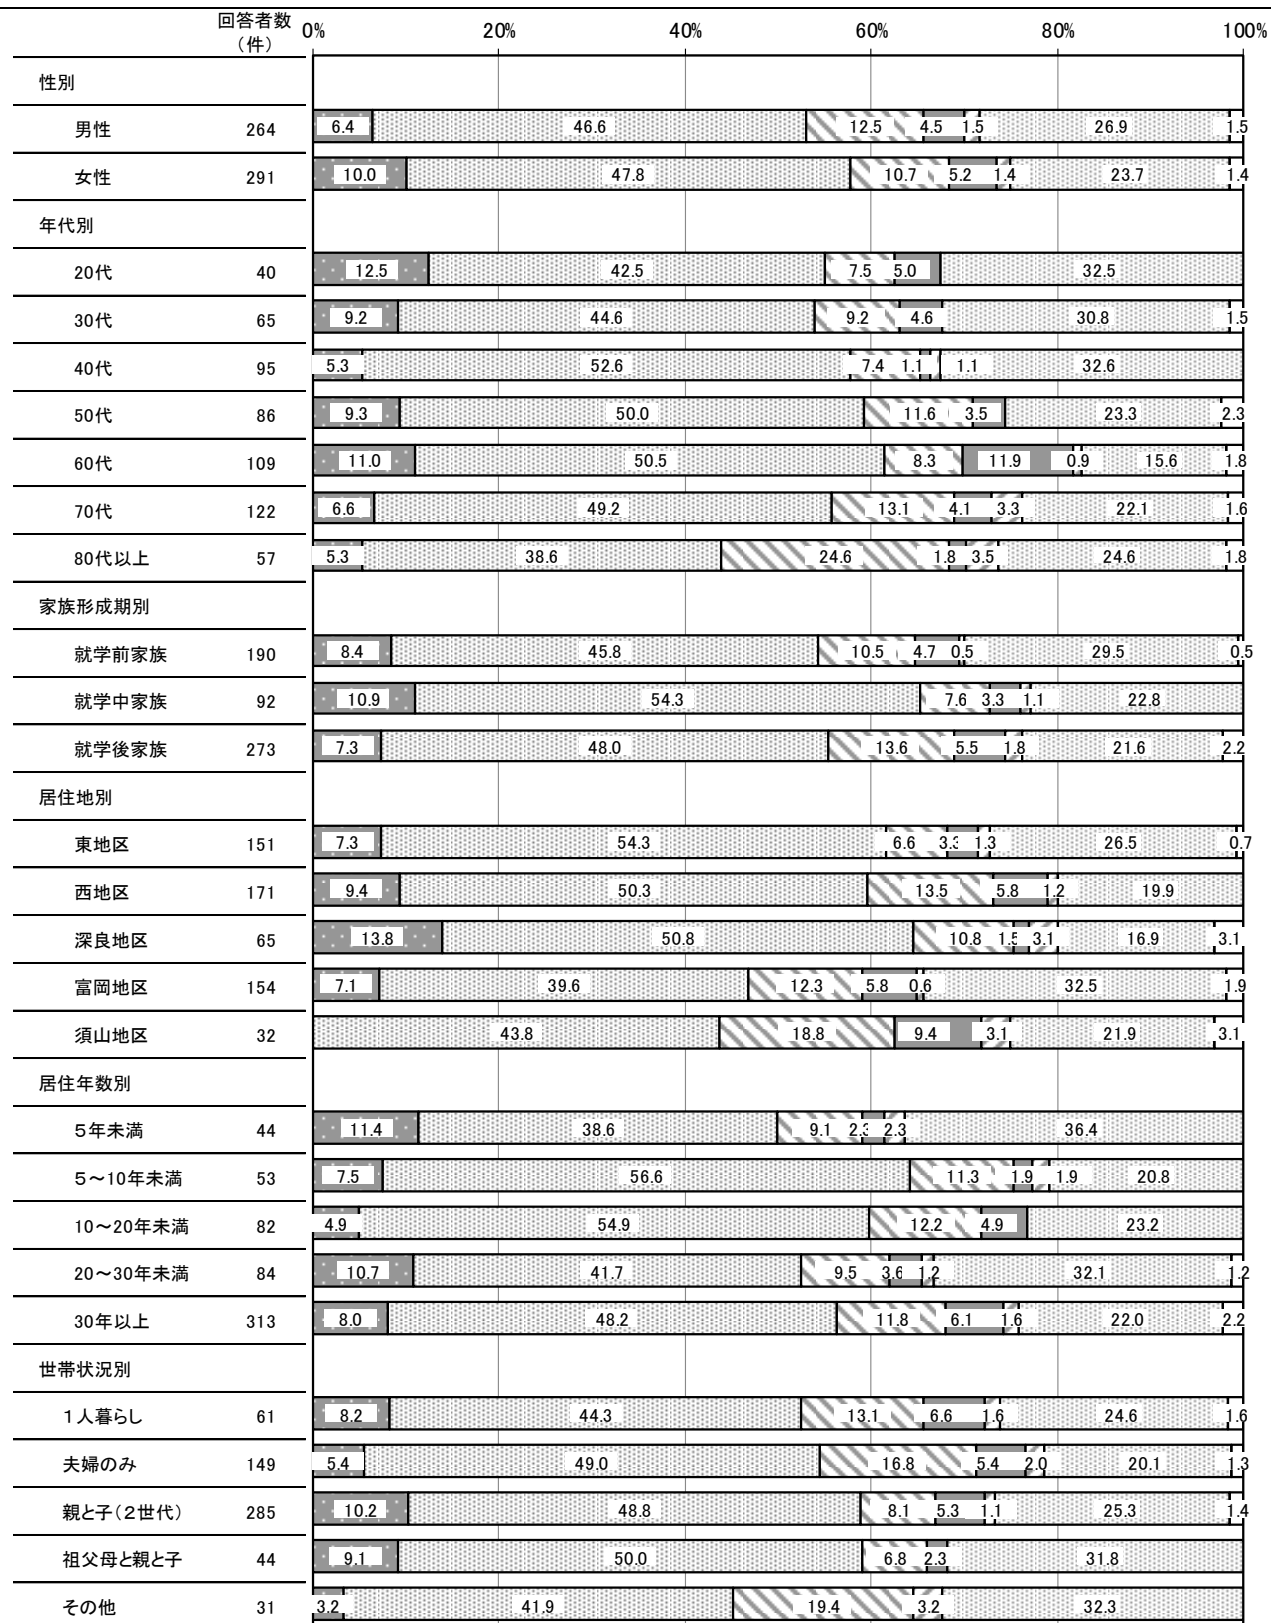 回答者数
（件）
0% 20% 40% 60% 80% 100%
性別
男性 264 6.4 46.6 12.5 4.5 1.5 26.9 1.5
女性 291 10.0 47.8 10.7 5.2 1.4 23.7 1.4
年代別
20代 40 12.5 42.5 7.5 5.0 32.5
30代 65 9.2 44.6 9.2 4.6 30.8 1.5
40代 95 5.3 52.6 7.4 1.1 1.1 32.6
50代 86 9.3 50.0 11.6 3.5 23.3 2.3
60代 109 11.0 50.5 8.3 11.9 0.9 15.6 1.8
70代 122 6.6 49.2 13.1 4.1 3.3 22.1 1.6
80代以上 57 5.3 38.6 24.6 1.8 3.5 24.6 1.8
家族形成期別
就学前家族 190 8.4 45.8 10.5 4.7 0.5 29.5 0.5
就学中家族 92 10.9 54.3 7.6 3.3 1.1 22.8
就学後家族 273 7.3 48.0 13.6 5.5 1.8 21.6 2.2
居住地別
東地区 151 7.3 54.3 6.6 3.3 1.3 26.5 0.7
西地区 171 9.4 50.3 13.5 5.8 1.2 19.9
深良地区 65 13.8 50.8 10.8 1.5 3.1 16.9 3.1
富岡地区 154 7.1 39.6 12.3 5.8 0.6 32.5 1.9
須山地区 32 43.8 18.8 9.4 3.1 21.9 3.1
居住年数別
５年未満 44 11.4 38.6 9.1 2.3 2.3 36.4
５～10年未満 53 7.5 56.6 11.3 1.9 1.9 20.8
10～20年未満 82 4.9 54.9 12.2 4.9 23.2
20～30年未満 84 10.7 41.7 9.5 3.6 1.2 32.1 1.2
30年以上 313 8.0 48.2 11.8 6.1 1.6 22.0 2.2
世帯状況別
１人暮らし 61 8.2 44.3 13.1 6.6 1.6 24.6 1.6
夫婦のみ 149 5.4 49.0 16.8 5.4 2.0 20.1 1.3
親と子（２世代） 285 10.2 48.8 8.1 5.3 1.1 25.3 1.4
祖父母と親と子 44 9.1 50.0 6.8 2.3 31.8
その他 31 3.2 41.9 19.4 3.2 32.3